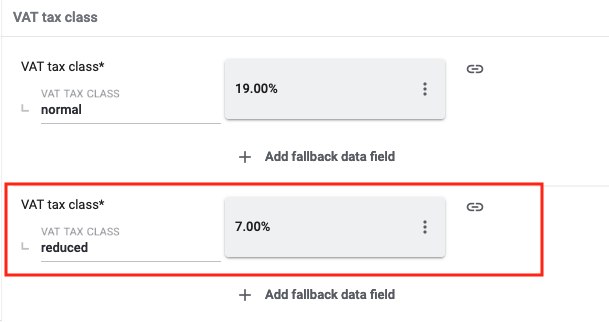 VAT tax class
VAT tax class*
VAT TAX CLASS
normal
19.00%
Add fallback data field
VAT tax class*
VAT TAX CLASS
reduced
7.00%
Add fallback data field